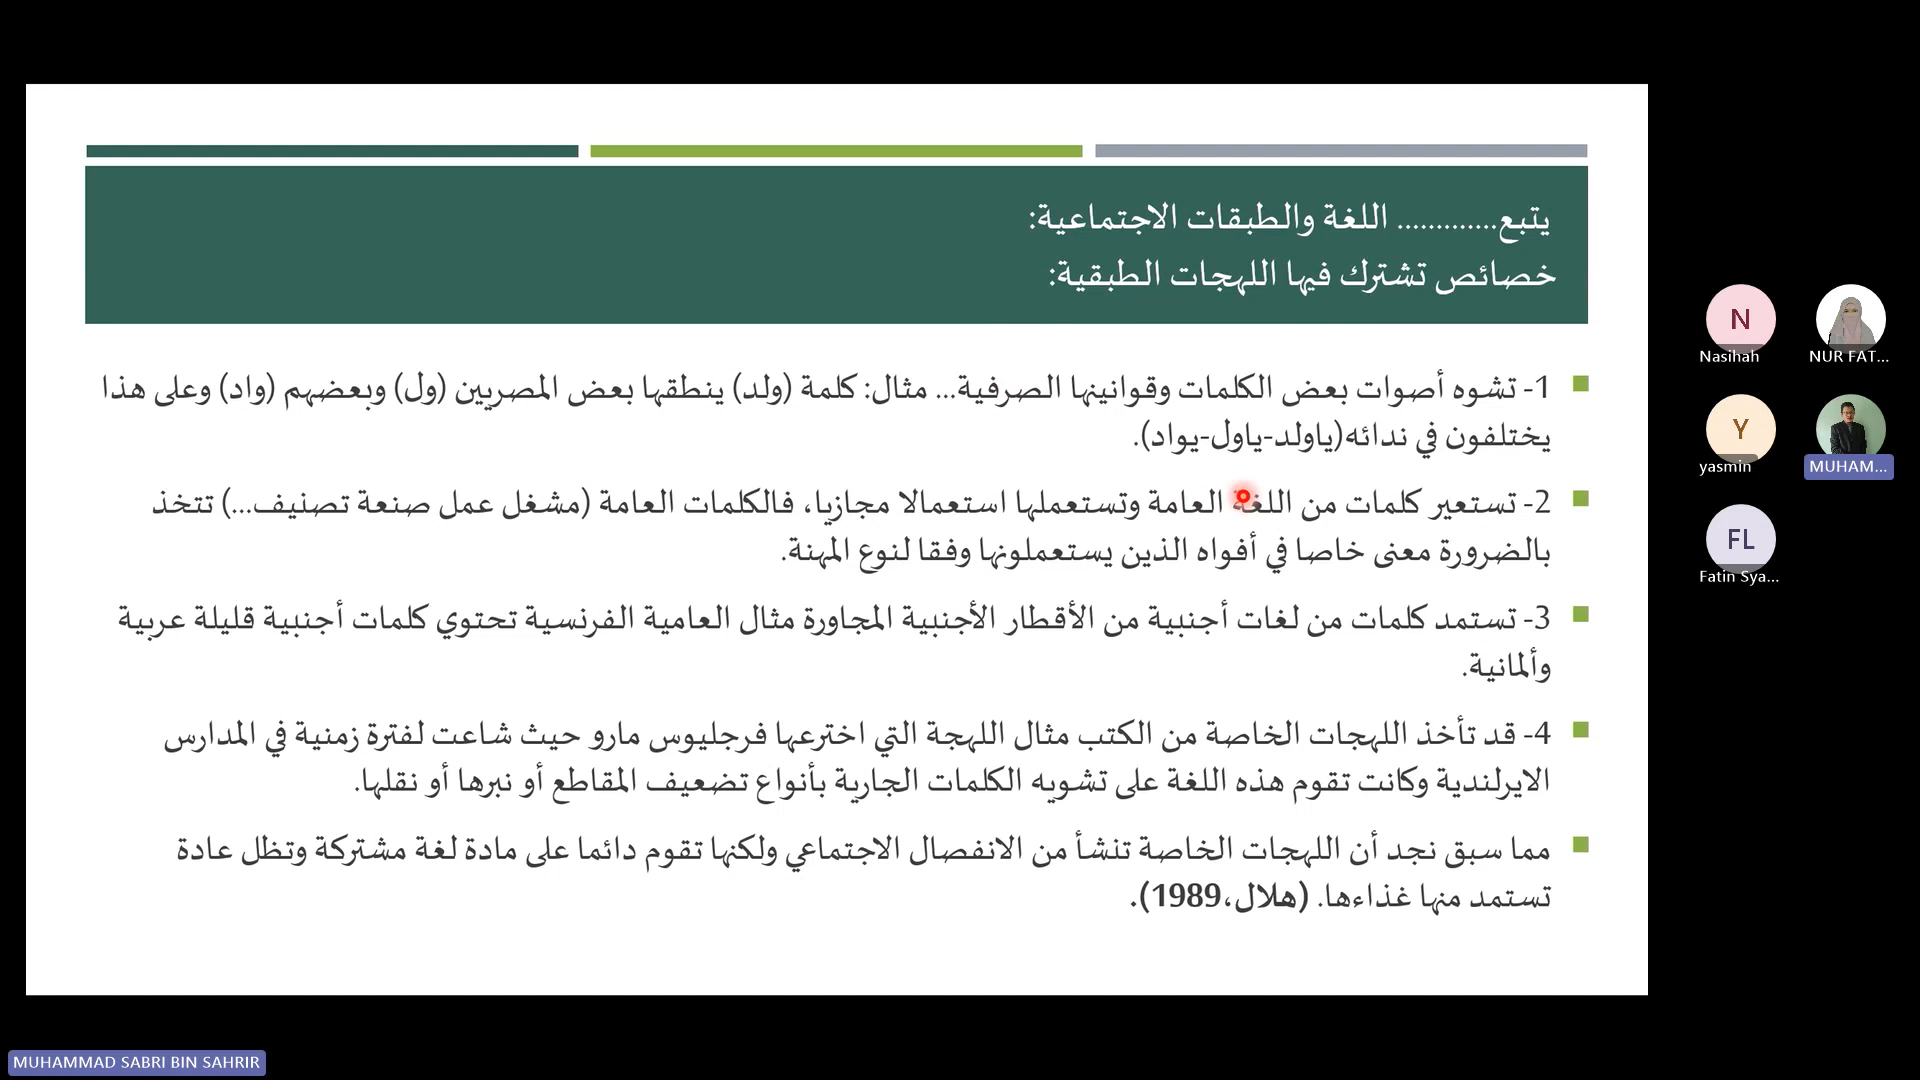 يتبع............. اللغة والطبقات الاجتماعية:
خصائص تشترك فيها اللهجات الطبقية:
1- تشوه أصوات بعض الكلمات وقوانينها الصرفية... مثال: كلمة (ولد) ينطقها بعض المصريين (ول) وبعضهم (واد) وعلى هذا
يختلفون في ندائه(ياولد-ياول-يواد).
2- تستعير كلمات من اللغة العامة وتستعملها استعمالا مجازيا، فالكلمات العامة (مشغل عمل صنعة تصنيف...) تتخذ
بالضرورة معنى خاصا في أفواه الذين يستعملونها وفقا لنوع المهنة.
3- تستمد كلمات من لغات أجنبية من الأقطار الأجنبية المجاورة مثال العامية الفرنسية تحتوي كلمات أجنبية قليلة عربية
وألمانية.
4- قد تأخذ اللهجات الخاصة من الكتب مثال اللهجة التي اخترعها فرجليوس مارو حيث شاعت لفترة زمنية في المدارس
الايرلندية وكانت تقوم هذه اللغة على تشويه الكلمات الجارية بأنواع تضعيف المقاطع أو نبرها أو نقلها.
مما سبق نجد أن اللهجات الخاصة تنشأ من الانفصال الاجتماعي ولكنها تقوم دائما على مادة لغة مشتركة وتظل عادة
تستمد منها غذاءها. (هلال،1989).
N
Nasihah
NUR FAT...
Y
yasmin
MUHAM...
FL
Fatin Sya...
MUHAMMAD SABRI BIN SAHRIR